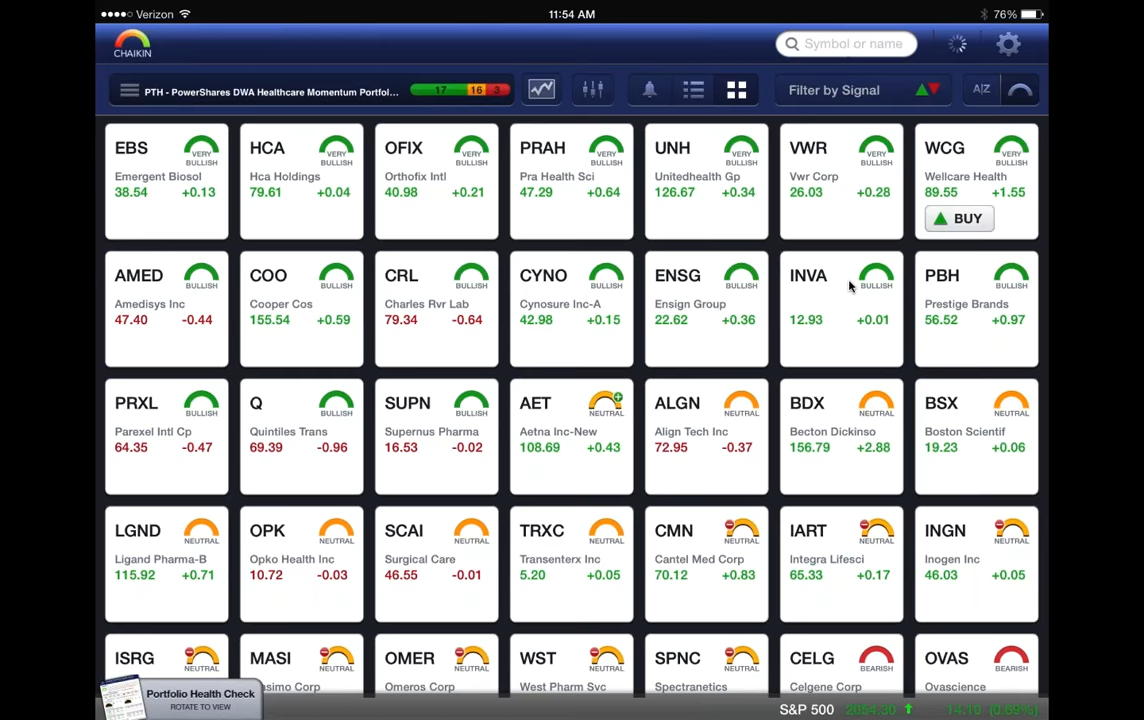 Verizon 11:54 AM 76%
CHAIKIN Symbol or name
PTH - PowerShares DWA Healthcare Momentum Portfol... 17 16 3 Filter by Signal A|Z
EBS VERY BULLISH HCA VERY BULLISH OFIX VERY BULLISH PRAH VERY BULLISH UNH VERY BULLISH VWR VERY BULLISH WCG VERY BULLISH
Emergent Biosol Hca Holdings Orthofix Intl Pra Health Sci Unitedhealth Gp Vwr Corp Wellcare Health
38.54 +0.13 79.61 +0.04 40.98 +0.21 47.29 +0.64 126.67 +0.34 26.03 +0.28 89.55 +1.55
BUY
AMED BULLISH COO BULLISH CRL BULLISH CYNO BULLISH ENSG BULLISH INVA BULLISH PBH BULLISH
Amedisys Inc Cooper Cos Charles Rvr Lab Cynosure Inc-A Ensign Group Prestige Brands
47.40 -0.44 155.54 +0.59 79.34 -0.64 42.98 +0.15 22.62 +0.36 12.93 +0.01 56.52 +0.97
PRXL BULLISH Q BULLISH SUPN BULLISH AET NEUTRAL ALGN NEUTRAL BDX NEUTRAL BSX NEUTRAL
Parexel Intl Cp Quintiles Trans Supernus Pharma Aetna Inc-New Align Tech Inc Becton Dickinso Boston Scientif
64.35 -0.47 69.39 -0.96 16.53 -0.02 108.69 +0.43 72.95 -0.37 156.79 +2.88 19.23 +0.06
LGND NEUTRAL OPK NEUTRAL SCAI NEUTRAL TRXC NEUTRAL CMN NEUTRAL IART NEUTRAL INGN NEUTRAL
Ligand Pharma-B Opko Health Inc Surgical Care Transenterx Inc Cantel Med Corp Integra Lifesci Inogen Inc
115.92 +0.71 10.72 -0.03 46.55 -0.01 5.20 +0.05 70.12 +0.83 65.33 +0.17 46.03 +0.05
ISRG NEUTRAL MASI NEUTRAL OMER NEUTRAL WST NEUTRAL SPNC NEUTRAL CELG BEARISH OVAS BEARISH
asimo Corp Omeros Corp West Pharm Svc Spectranetics Celgene Corp Ovascience
Portfolio Health Check
ROTATE TO VIEW
S&P 500 2054.30 14.10 (0.69%)